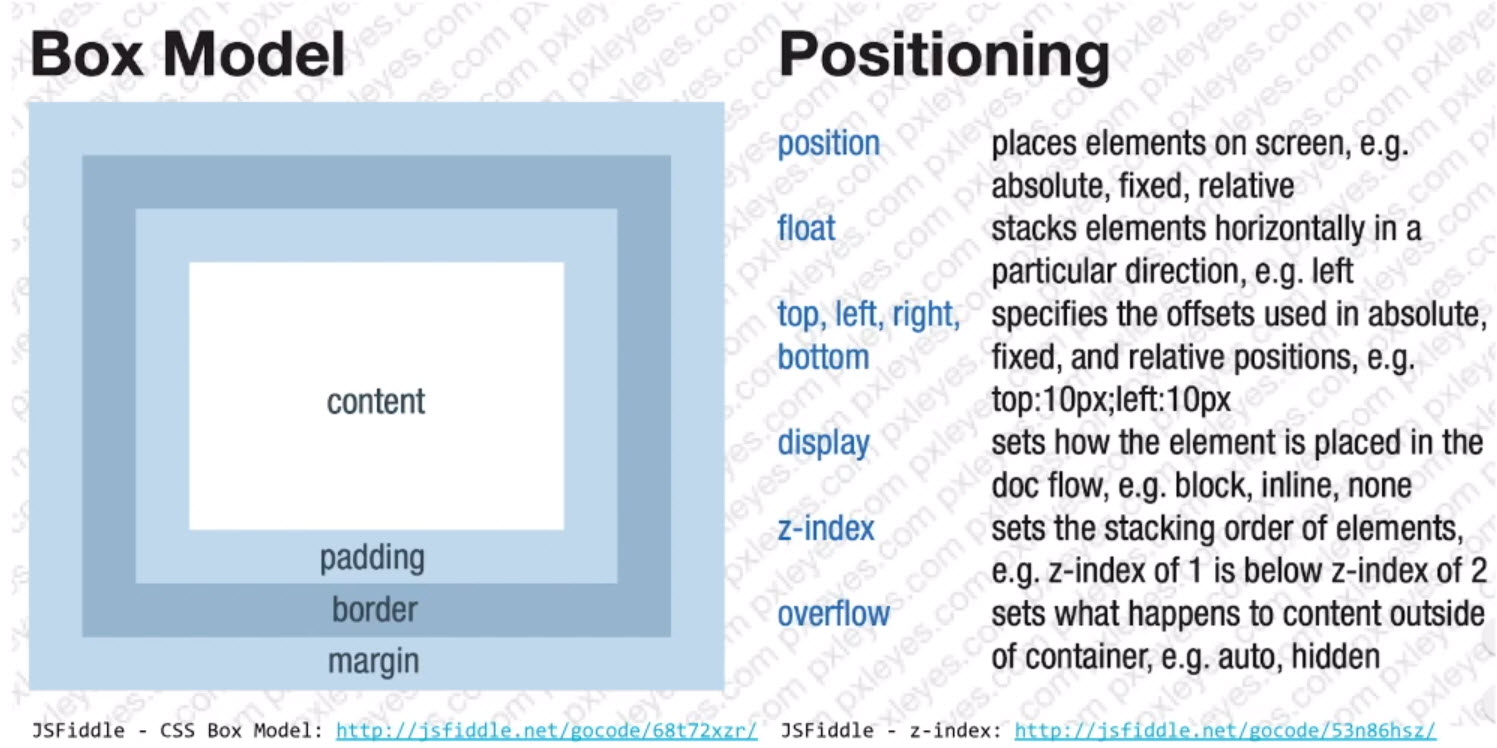 Box Model
content
padding
border
margin
JSFiddle - CSS Box Model: http://jsfiddle.net/gocode/68t72xzr/
Positioning
position places elements on screen, e.g.
absolute, fixed, relative
float stacks elements horizontally in a
particular direction, e.g. left
top, left, right, specifies the offsets used in absolute,
bottom fixed, and relative positions, e.g.
top:10px;left:10px
display sets how the element is placed in the
doc flow, e.g. block, inline, none
z-index sets the stacking order of elements,
e.g. z-index of 1 is below z-index of 2
overflow sets what happens to content outside
of container, e.g. auto, hidden
JSFiddle - z-index: http://jsfiddle.net/gocode/53n86hsz/
pxleyes.com